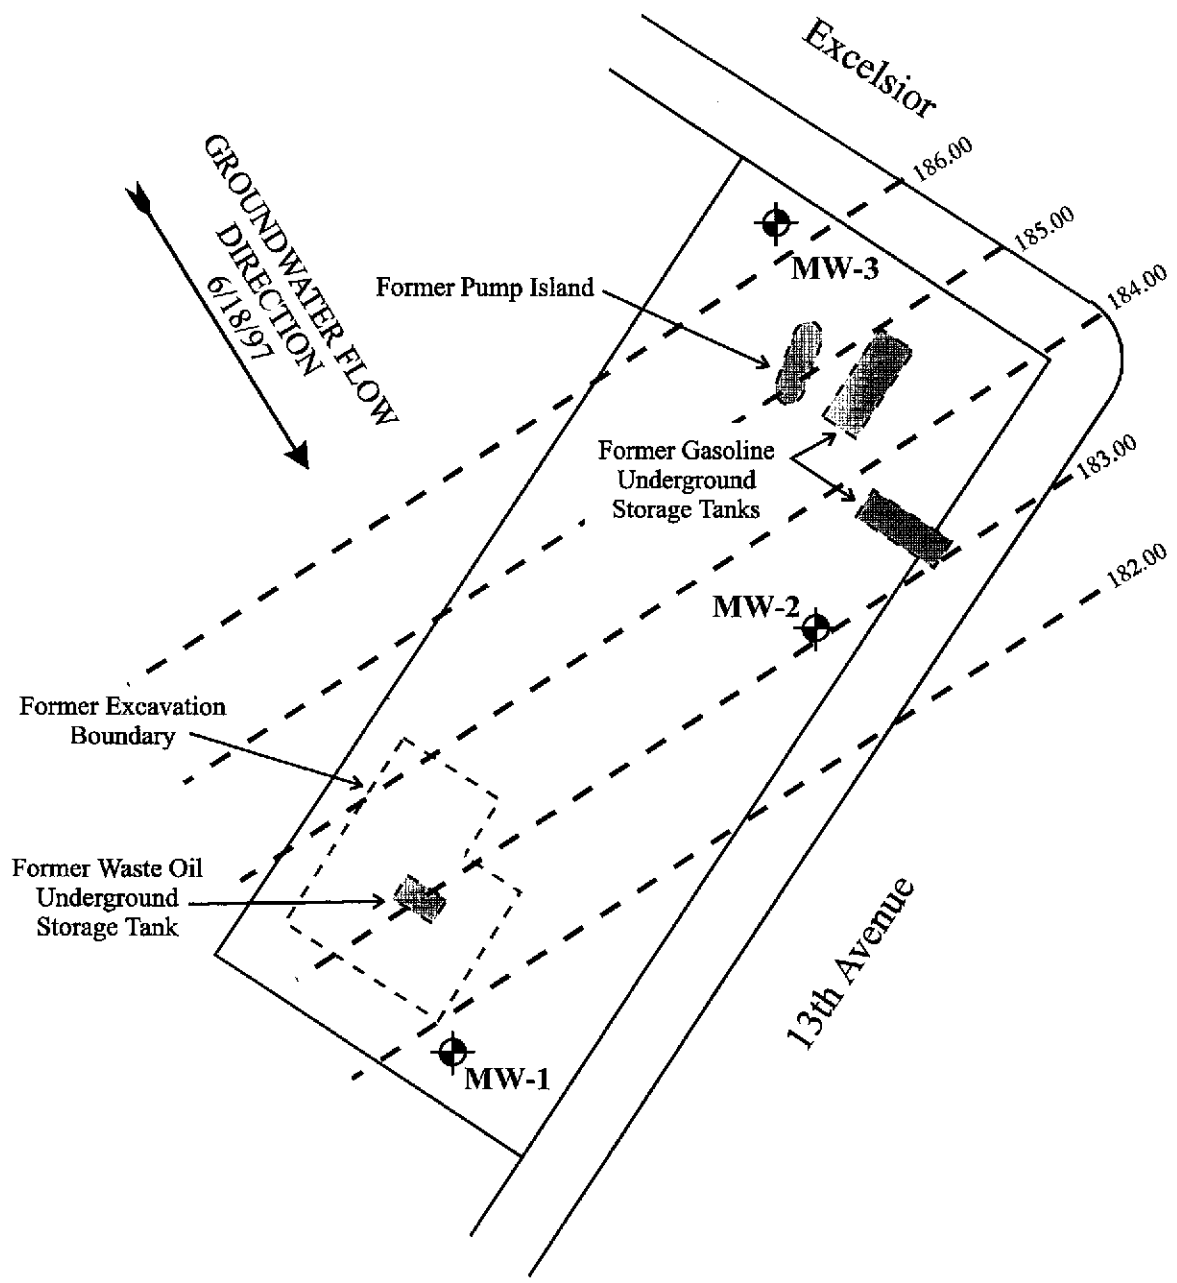 Excelsior
186.00
185.00
184.00
183.00
182.00
GROUNDWATER FLOW
DIRECTION
6/18/97
MW-3
Former Pump Island
Former Gasoline
Underground
Storage Tanks
MW-2
Former Excavation
Boundary
Former Waste Oil
Underground
Storage Tank
MW-1
13th Avenue